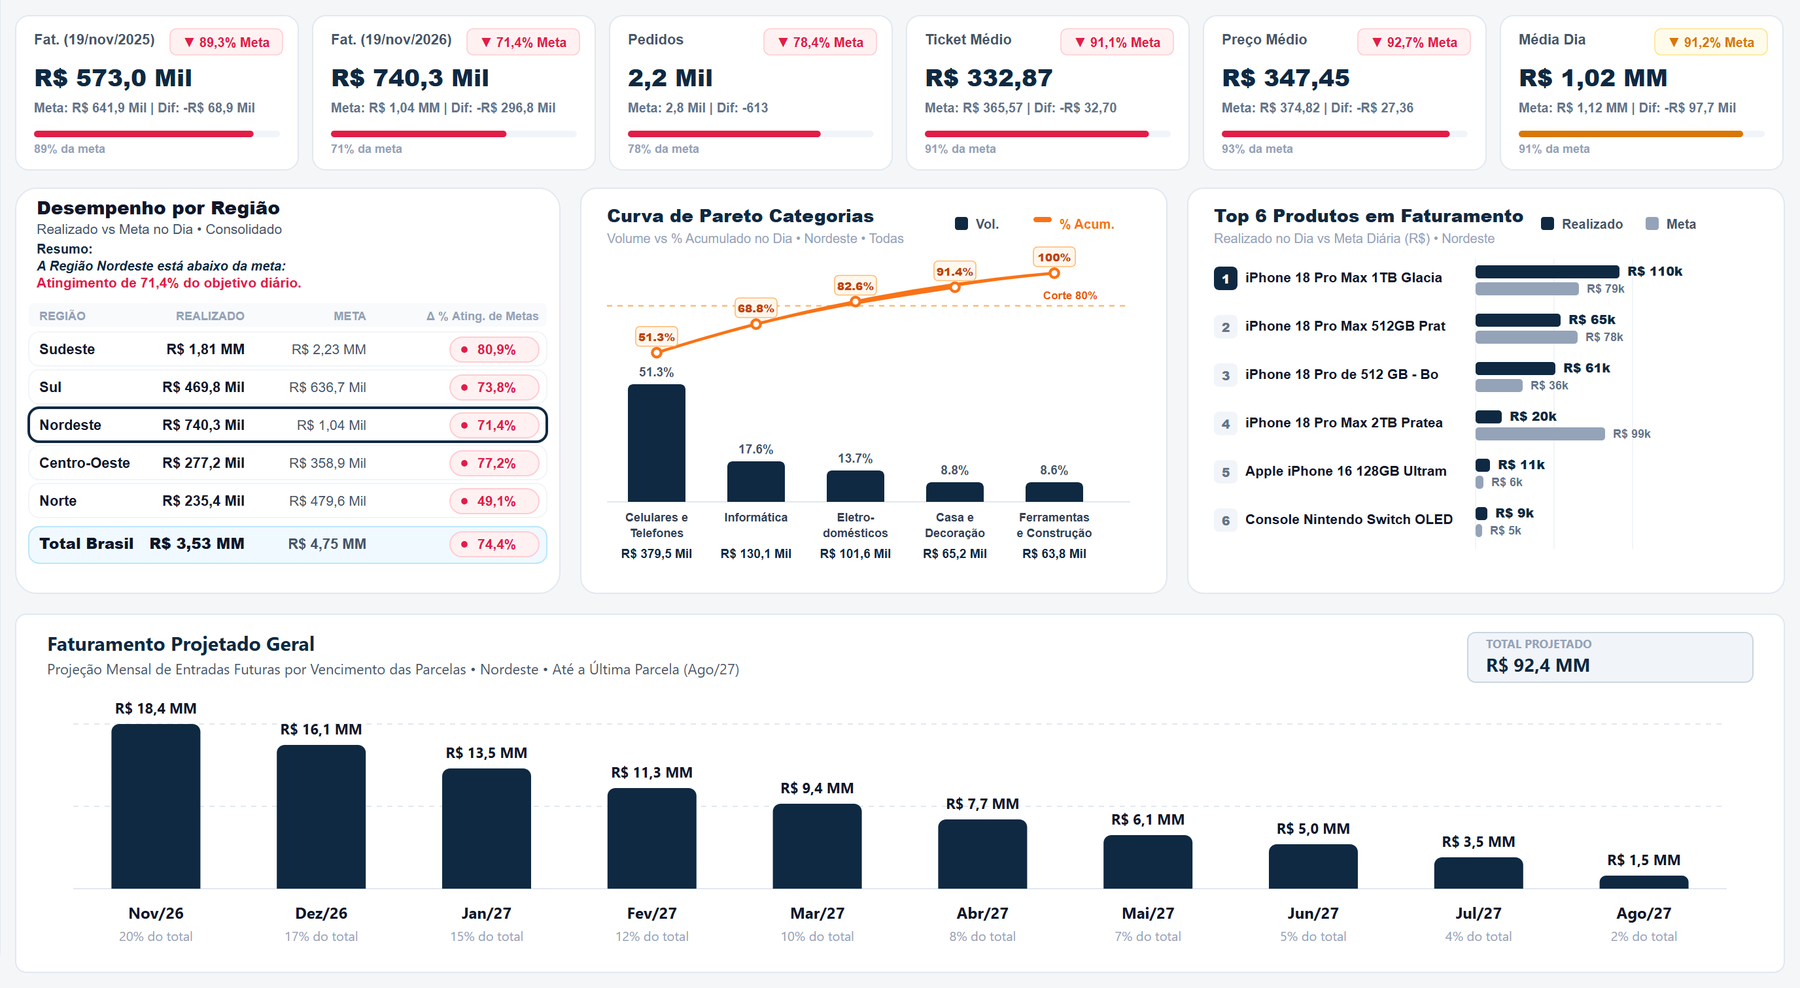 Fat. (19/nov/2025)
▼ 89,3% Meta
R$ 573,0 Mil
Meta: R$ 641,9 Mil | Dif: -R$ 68,9 Mil
89% da meta
Fat. (19/nov/2026)
▼ 71,4% Meta
R$ 740,3 Mil
Meta: R$ 1,04 MM | Dif: -R$ 296,8 Mil
71% da meta
Pedidos
▼ 78,4% Meta
2,2 Mil
Meta: 2,8 Mil | Dif: -613
78% da meta
Ticket Médio
▼ 91,1% Meta
R$ 332,87
Meta: R$ 365,57 | Dif: -R$ 32,70
91% da meta
Preço Médio
▼ 92,7% Meta
R$ 347,45
Meta: R$ 374,82 | Dif: -R$ 27,36
93% da meta
Média Dia
▼ 91,2% Meta
R$ 1,02 MM
Meta: R$ 1,12 MM | Dif: -R$ 97,7 Mil
91% da meta
Desempenho por Região
Realizado vs Meta no Dia • Consolidado
Resumo:
A Região Nordeste está abaixo da meta:
Atingimento de 71,4% do objetivo diário.
REGIÃO REALIZADO META Δ % Ating. de Metas
Sudeste R$ 1,81 MM R$ 2,23 MM 80,9%
Sul R$ 469,8 Mil R$ 636,7 Mil 73,8%
Nordeste R$ 740,3 Mil R$ 1,04 Mil 71,4%
Centro-Oeste R$ 277,2 Mil R$ 358,9 Mil 77,2%
Norte R$ 235,4 Mil R$ 479,6 Mil 49,1%
Total Brasil R$ 3,53 MM R$ 4,75 MM 74,4%
Curva de Pareto Categorias
Volume vs % Acumulado no Dia • Nordeste • Todas
Vol. % Acum.
51.3% 68.8% 82.6% 91.4% 100%
Corte 80%
51.3% 17.6% 13.7% 8.8% 8.6%
Celulares e
Telefones
R$ 379,5 Mil
Informática
R$ 130,1 Mil
Eletro-
domésticos
R$ 101,6 Mil
Casa e
Decoração
R$ 65,2 Mil
Ferramentas
e Construção
R$ 63,8 Mil
Top 6 Produtos em Faturamento
Realizado no Dia vs Meta Diária (R$) • Nordeste
Realizado Meta
1 iPhone 18 Pro Max 1TB Glacia R$ 110k
R$ 79k
2 iPhone 18 Pro Max 512GB Prat R$ 65k
R$ 78k
3 iPhone 18 Pro de 512 GB - Bo R$ 61k
R$ 36k
4 iPhone 18 Pro Max 2TB Pratea R$ 20k
R$ 99k
5 Apple iPhone 16 128GB Ultram R$ 11k
R$ 6k
6 Console Nintendo Switch OLED R$ 9k
R$ 5k
Faturamento Projetado Geral
Projeção Mensal de Entradas Futuras por Vencimento das Parcelas • Nordeste • Até a Última Parcela (Ago/27)
TOTAL PROJETADO
R$ 92,4 MM
R$ 18,4 MM R$ 16,1 MM R$ 13,5 MM R$ 11,3 MM R$ 9,4 MM R$ 7,7 MM R$ 6,1 MM R$ 5,0 MM R$ 3,5 MM R$ 1,5 MM
Nov/26 Dez/26 Jan/27 Fev/27 Mar/27 Abr/27 Mai/27 Jun/27 Jul/27 Ago/27
20% do total 17% do total 15% do total 12% do total 10% do total 8% do total 7% do total 5% do total 4% do total 2% do total